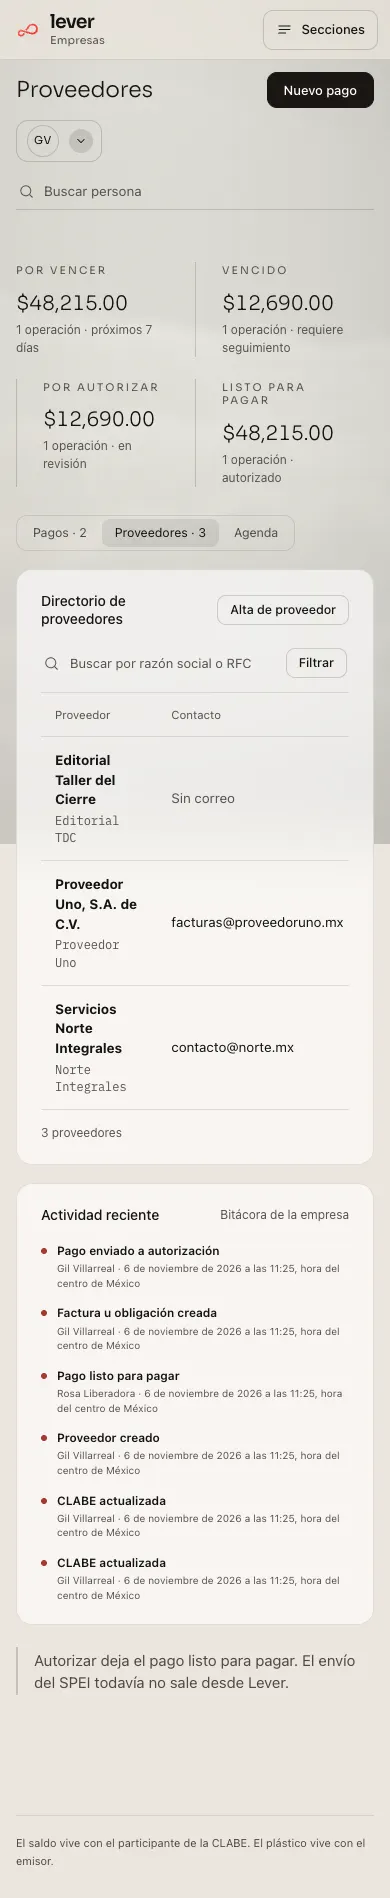 lever
Empresas
Secciones
Proveedores
Nuevo pago
GV
Buscar persona
POR VENCER
$48,215.00
1 operación · próximos 7
días
VENCIDO
$12,690.00
1 operación · requiere
seguimiento
POR AUTORIZAR
$12,690.00
1 operación · en
revisión
LISTO PARA
PAGAR
$48,215.00
1 operación ·
autorizado
Pagos · 2
Proveedores · 3
Agenda
Directorio de
proveedores
Alta de proveedor
Buscar por razón social o RFC
Filtrar
Proveedor
Contacto
Editorial
Taller del
Cierre
Editorial
TDC
Sin correo
Proveedor
Uno, S.A. de
C.V.
Proveedor
Uno
facturas@proveedoruno.mx
Servicios
Norte
Integrales
Norte
Integrales
contacto@norte.mx
3 proveedores
Actividad reciente
Bitácora de la empresa
Pago enviado a autorización
Gil Villarreal · 6 de noviembre de 2026 a las 11:25, hora del
centro de México
Factura u obligación creada
Gil Villarreal · 6 de noviembre de 2026 a las 11:25, hora del
centro de México
Pago listo para pagar
Rosa Liberadora · 6 de noviembre de 2026 a las 11:25, hora
del centro de México
Proveedor creado
Gil Villarreal · 6 de noviembre de 2026 a las 11:25, hora del
centro de México
CLABE actualizada
Gil Villarreal · 6 de noviembre de 2026 a las 11:25, hora del
centro de México
CLABE actualizada
Gil Villarreal · 6 de noviembre de 2026 a las 11:25, hora del
centro de México
Autorizar deja el pago listo para pagar. El envío
del SPEI todavía no sale desde Lever.
El saldo vive con el participante de la CLABE. El plástico vive con el
emisor.